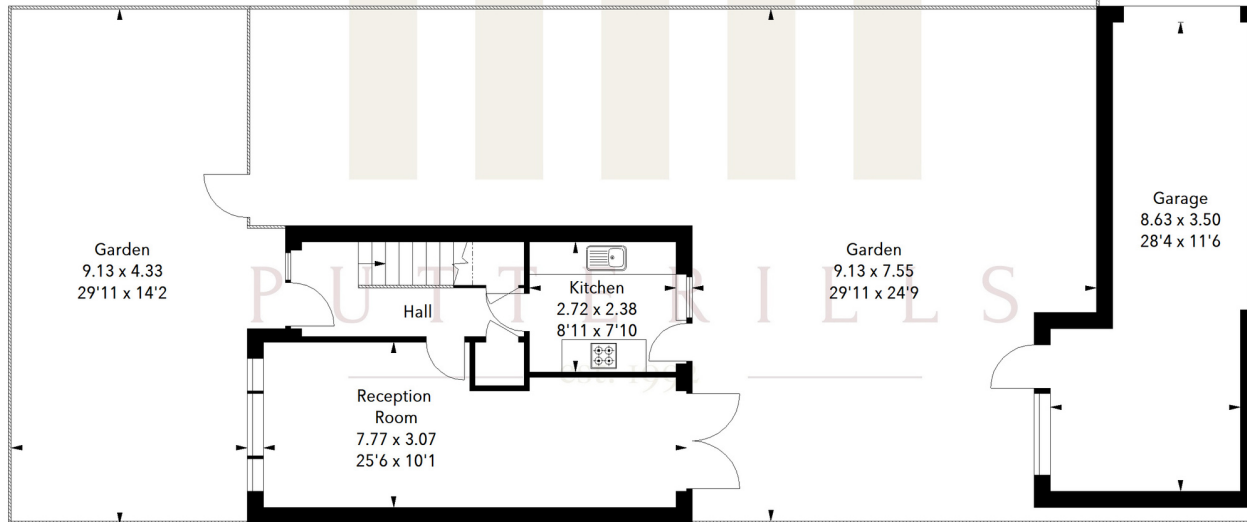 Garden
9.13 x 4.33
29'11 x 14'2
Hall
Kitchen
2.72 x 2.38
8'11 x 7'10
Reception
Room
7.77 x 3.07
25'6 x 10'1
Garden
9.13 x 7.55
29'11 x 24'9
Garage
8.63 x 3.50
28'4 x 11'6
PUTTERILLS
est. 1992